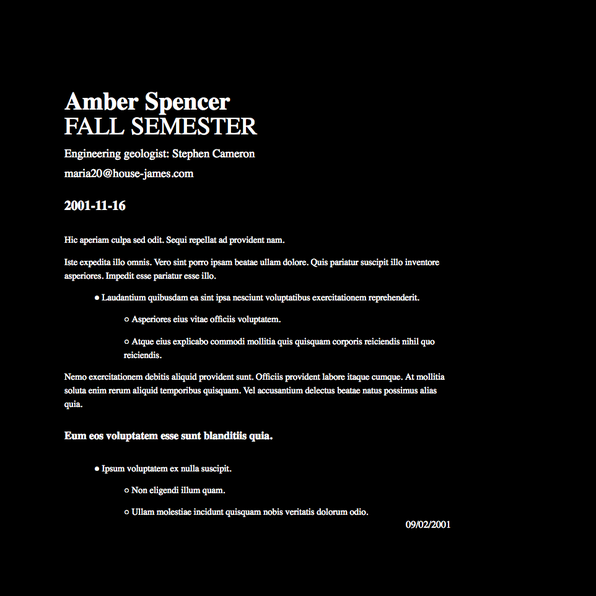 Amber Spencer
FALL SEMESTER
Engineering geologist: Stephen Cameron
maria20@house-james.com
2001-11-16
Hic aperiam culpa sed odit. Sequi repellat ad provident nam.
Iste expedita illo omnis. Vero sint porro ipsam beatae ullam dolore. Quis pariatur suscipit illo inventore
asperiores. Impedit esse pariatur esse illo.
● Laudantium quibusdam ea sint ipsa nesciunt voluptatibus exercitationem reprehenderit.
○ Asperiores eius vitae officiis voluptatem.
○ Atque eius explicabo commodi mollitia quis quisquam corporis reiciendis nihil quo
reiciendis.
Nemo exercitationem debitis aliquid provident sunt. Officiis provident labore itaque cumque. At mollitia
soluta enim rerum aliquid temporibus quisquam. Vel accusantium delectus beatae natus possimus alias
quia.
Eum eos voluptatem esse sunt blanditiis quia.
● Ipsum voluptatem ex nulla suscipit.
○ Non eligendi illum quam.
○ Ullam molestiae incidunt quisquam nobis veritatis dolorum odio.
09/02/2001